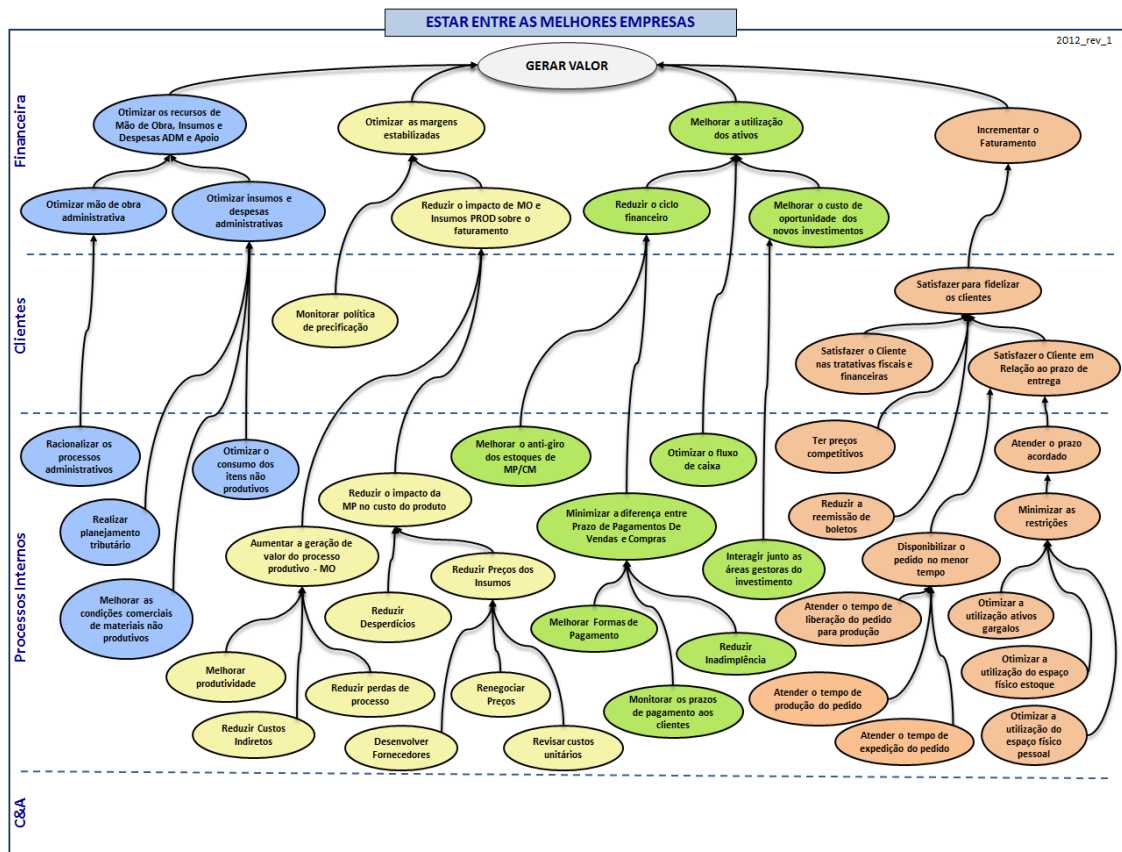 ESTAR ENTRE AS MELHORES EMPRESAS
2012_rev_1
GERAR VALOR
Financeira
Otimizar os recursos de
Mão de Obra, Insumos e
Despesas ADM e Apoio
Otimizar as margens
estabilizadas
Melhorar a utilização
dos ativos
Incrementar o
Faturamento
Otimizar mão de obra
administrativa
Otimizar insumos e
despesas
administrativas
Reduzir o impacto de MO e
Insumos PROD sobre o
faturamento
Reduzir o ciclo
financeiro
Melhorar o custo de
oportunidade dos
novos investimentos
Clientes
Satisfazer para fidelizar
os clientes
Monitorar política
de precificação
Satisfazer o Cliente
nas tratativas fiscais e
financeiras
Satisfazer o Cliente em
Relação ao prazo de
entrega
Processos Internos
Racionalizar os
processos
administrativos
Otimizar o
consumo dos
itens não
produtivos
Melhorar o anti-giro
dos estoques de
MP/CM
Otimizar o fluxo
de caixa
Ter preços
competitivos
Atender o prazo
acordado
Realizar
planejamento
tributário
Reduzir o impacto da
MP no custo do produto
Minimizar a diferença entre
Prazo de Pagamentos De
Vendas e Compras
Reduzir a
reemissão de
boletos
Minimizar as
restrições
Aumentar a geração de
valor do processo
produtivo - MO
Reduzir Preços dos
Insumos
Interagir junto as
áreas gestoras do
investimento
Disponibilizar o
pedido no menor
tempo
Melhorar as
condições comerciais
de materiais não
produtivos
Reduzir
Desperdícios
Melhorar Formas de
Pagamento
Atender o tempo de
liberação do pedido
para produção
Otimizar a
utilização ativos
gargalos
Reduzir
Inadimplência
Melhorar
produtividade
Reduzir perdas de
processo
Renegociar
Preços
Otimizar a
utilização do espaço
físico estoque
Atender o tempo de
produção do pedido
Monitorar os prazos
de pagamento aos
clientes
Reduzir Custos
Indiretos
Desenvolver
Fornecedores
Revisar custos
unitários
Atender o tempo de
expedição do pedido
Otimizar a
utilização do
espaço físico
pessoal
C&A